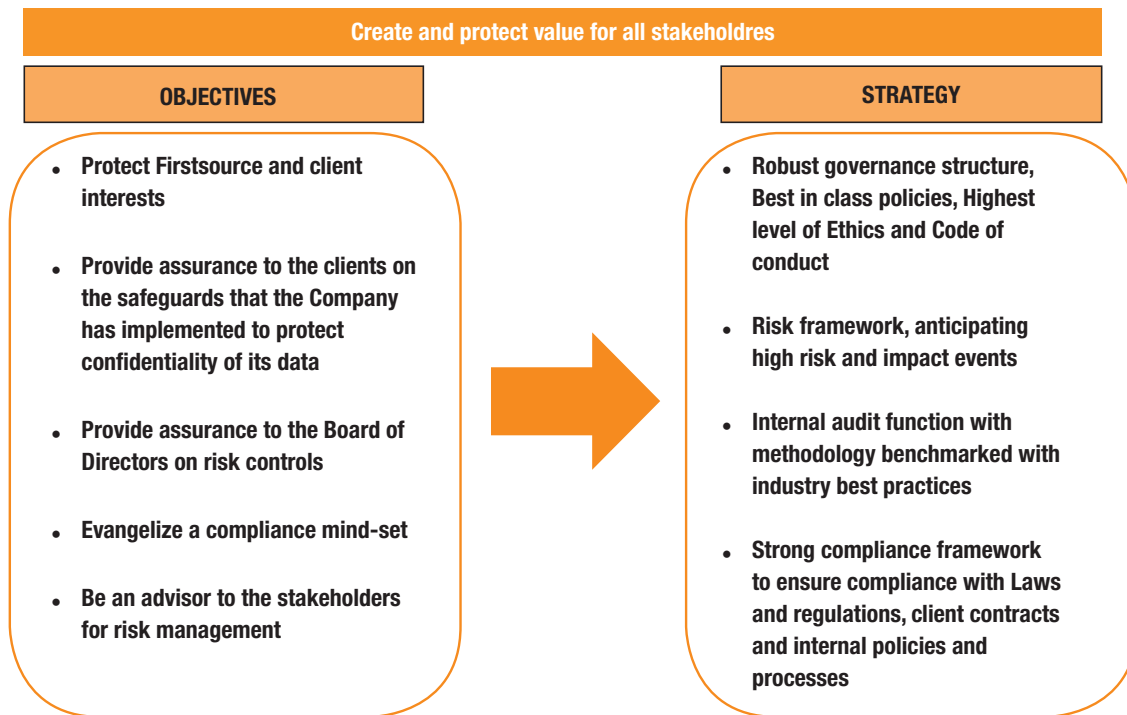 Create and protect value for all stakeholdres
OBJECTIVES
• Protect Firstsource and client
interests
• Provide assurance to the clients on
the safeguards that the Company
has implemented to protect
confidentiality of its data
• Provide assurance to the Board of
Directors on risk controls
• Evangelize a compliance mind-set
• Be an advisor to the stakeholders
for risk management
STRATEGY
• Robust governance structure,
Best in class policies, Highest
level of Ethics and Code of
conduct
• Risk framework, anticipating
high risk and impact events
• Internal audit function with
methodology benchmarked with
industry best practices
• Strong compliance framework
to ensure compliance with Laws
and regulations, client contracts
and internal policies and
processes